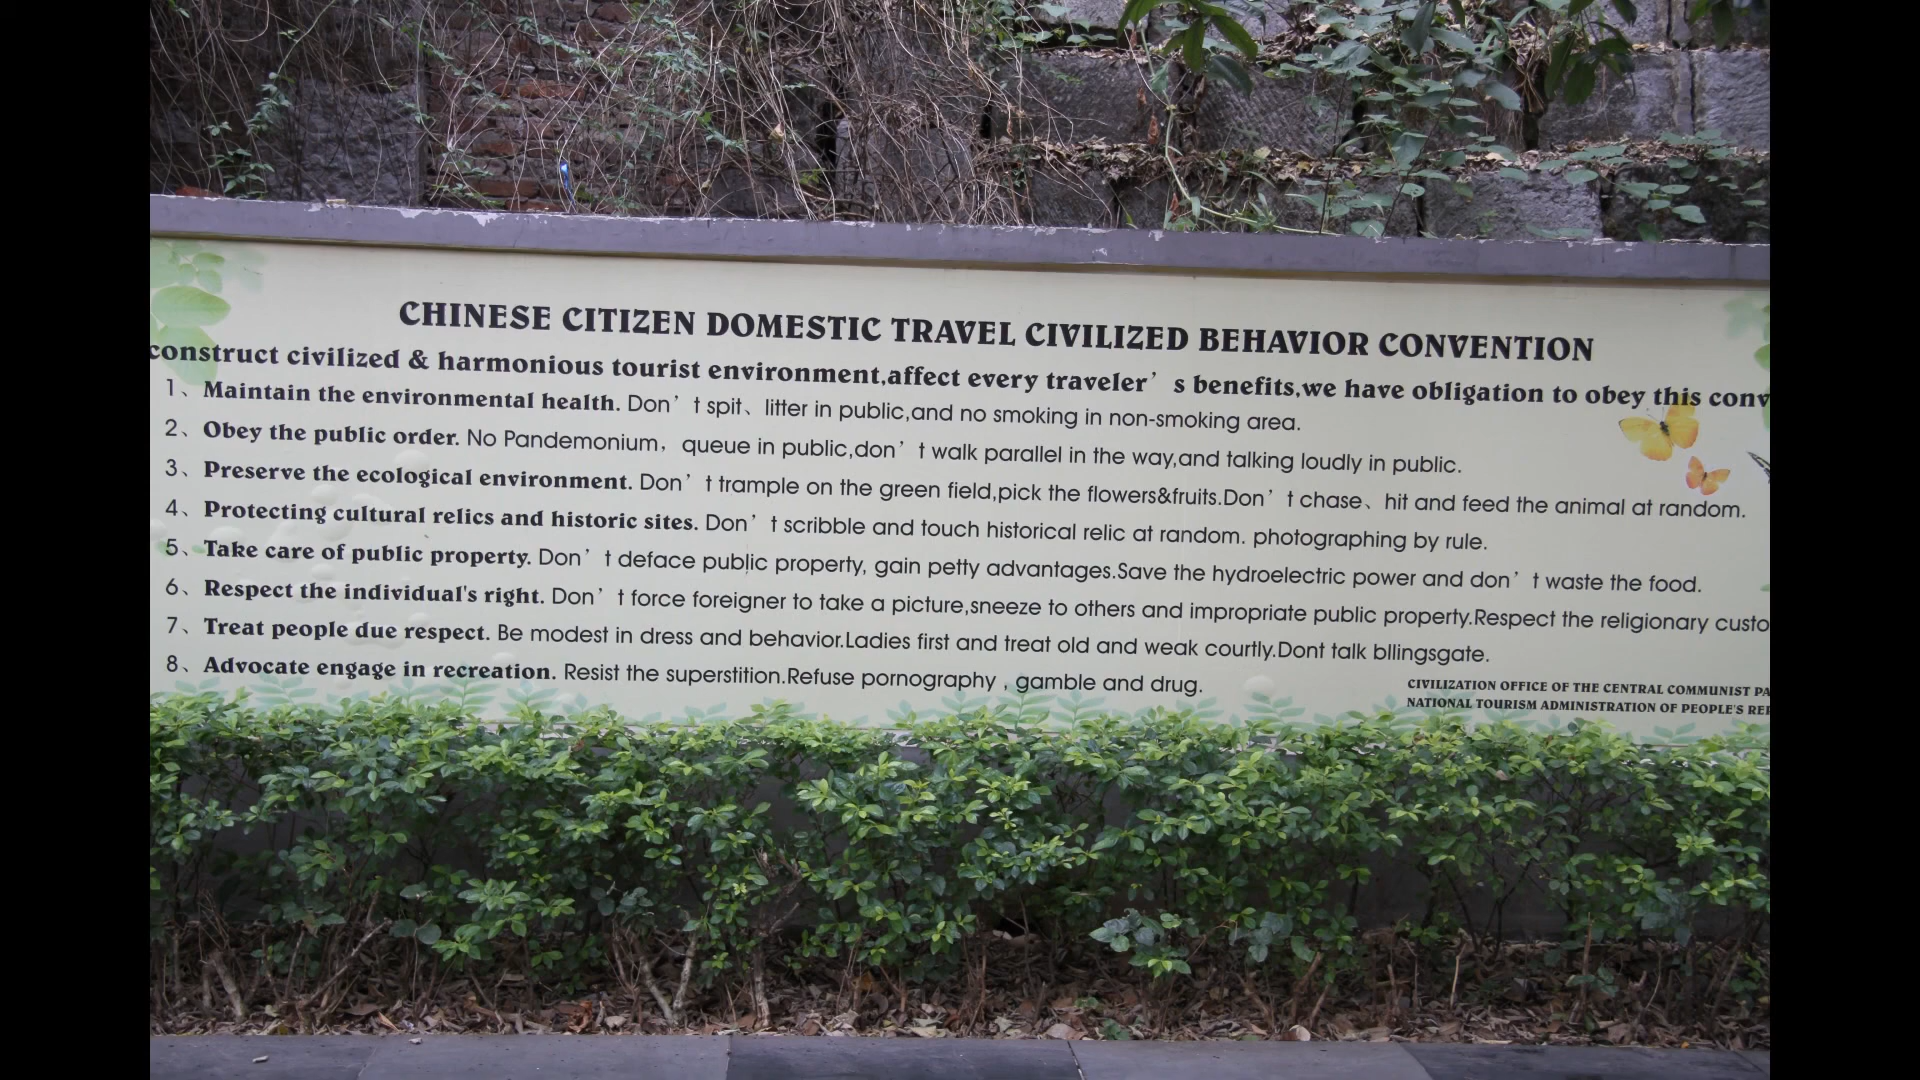 CHINESE CITIZEN DOMESTIC TRAVEL CIVILIZED BEHAVIOR CONVENTION
construct civilized & harmonious tourist environment,affect every traveler's benefits,we have obligation to obey this conv
1、Maintain the environmental health. Don't spit、litter in public,and no smoking in non-smoking area.
2、Obey the public order. No Pandemonium, queue in public,don't walk parallel in the way,and talking loudly in public.
3、Preserve the ecological environment. Don't trample on the green field,pick the flowers&fruits.Don't chase、hit and feed the animal at random.
4、Protecting cultural relics and historic sites. Don't scribble and touch historical relic at random. photographing by rule.
5、Take care of public property. Don't deface public property, gain petty advantages.Save the hydroelectric power and don't waste the food.
6、Respect the individual's right. Don't force foreigner to take a picture,sneeze to others and impropriate public property.Respect the religionary custo
7、Treat people due respect. Be modest in dress and behavior.Ladies first and treat old and weak courtly.Dont talk bllingsgate.
8、Advocate engage in recreation. Resist the superstition.Refuse pornography , gamble and drug.
CIVILIZATION OFFICE OF THE CENTRAL COMMUNIST PA
NATIONAL TOURISM ADMINISTRATION OF PEOPLE'S REP